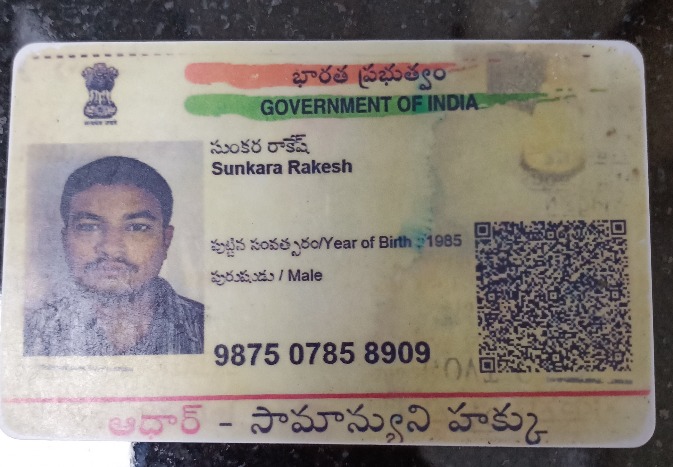 భారత ప్రభుత్వం
GOVERNMENT OF INDIA
సుంకర రాకేష్
Sunkara Rakesh
పుట్టిన సంవత్సరం/Year of Birth : 1985
పురుషుడు / Male
9875 0785 8909
ఆధార్ - సామాన్యుని హక్కు